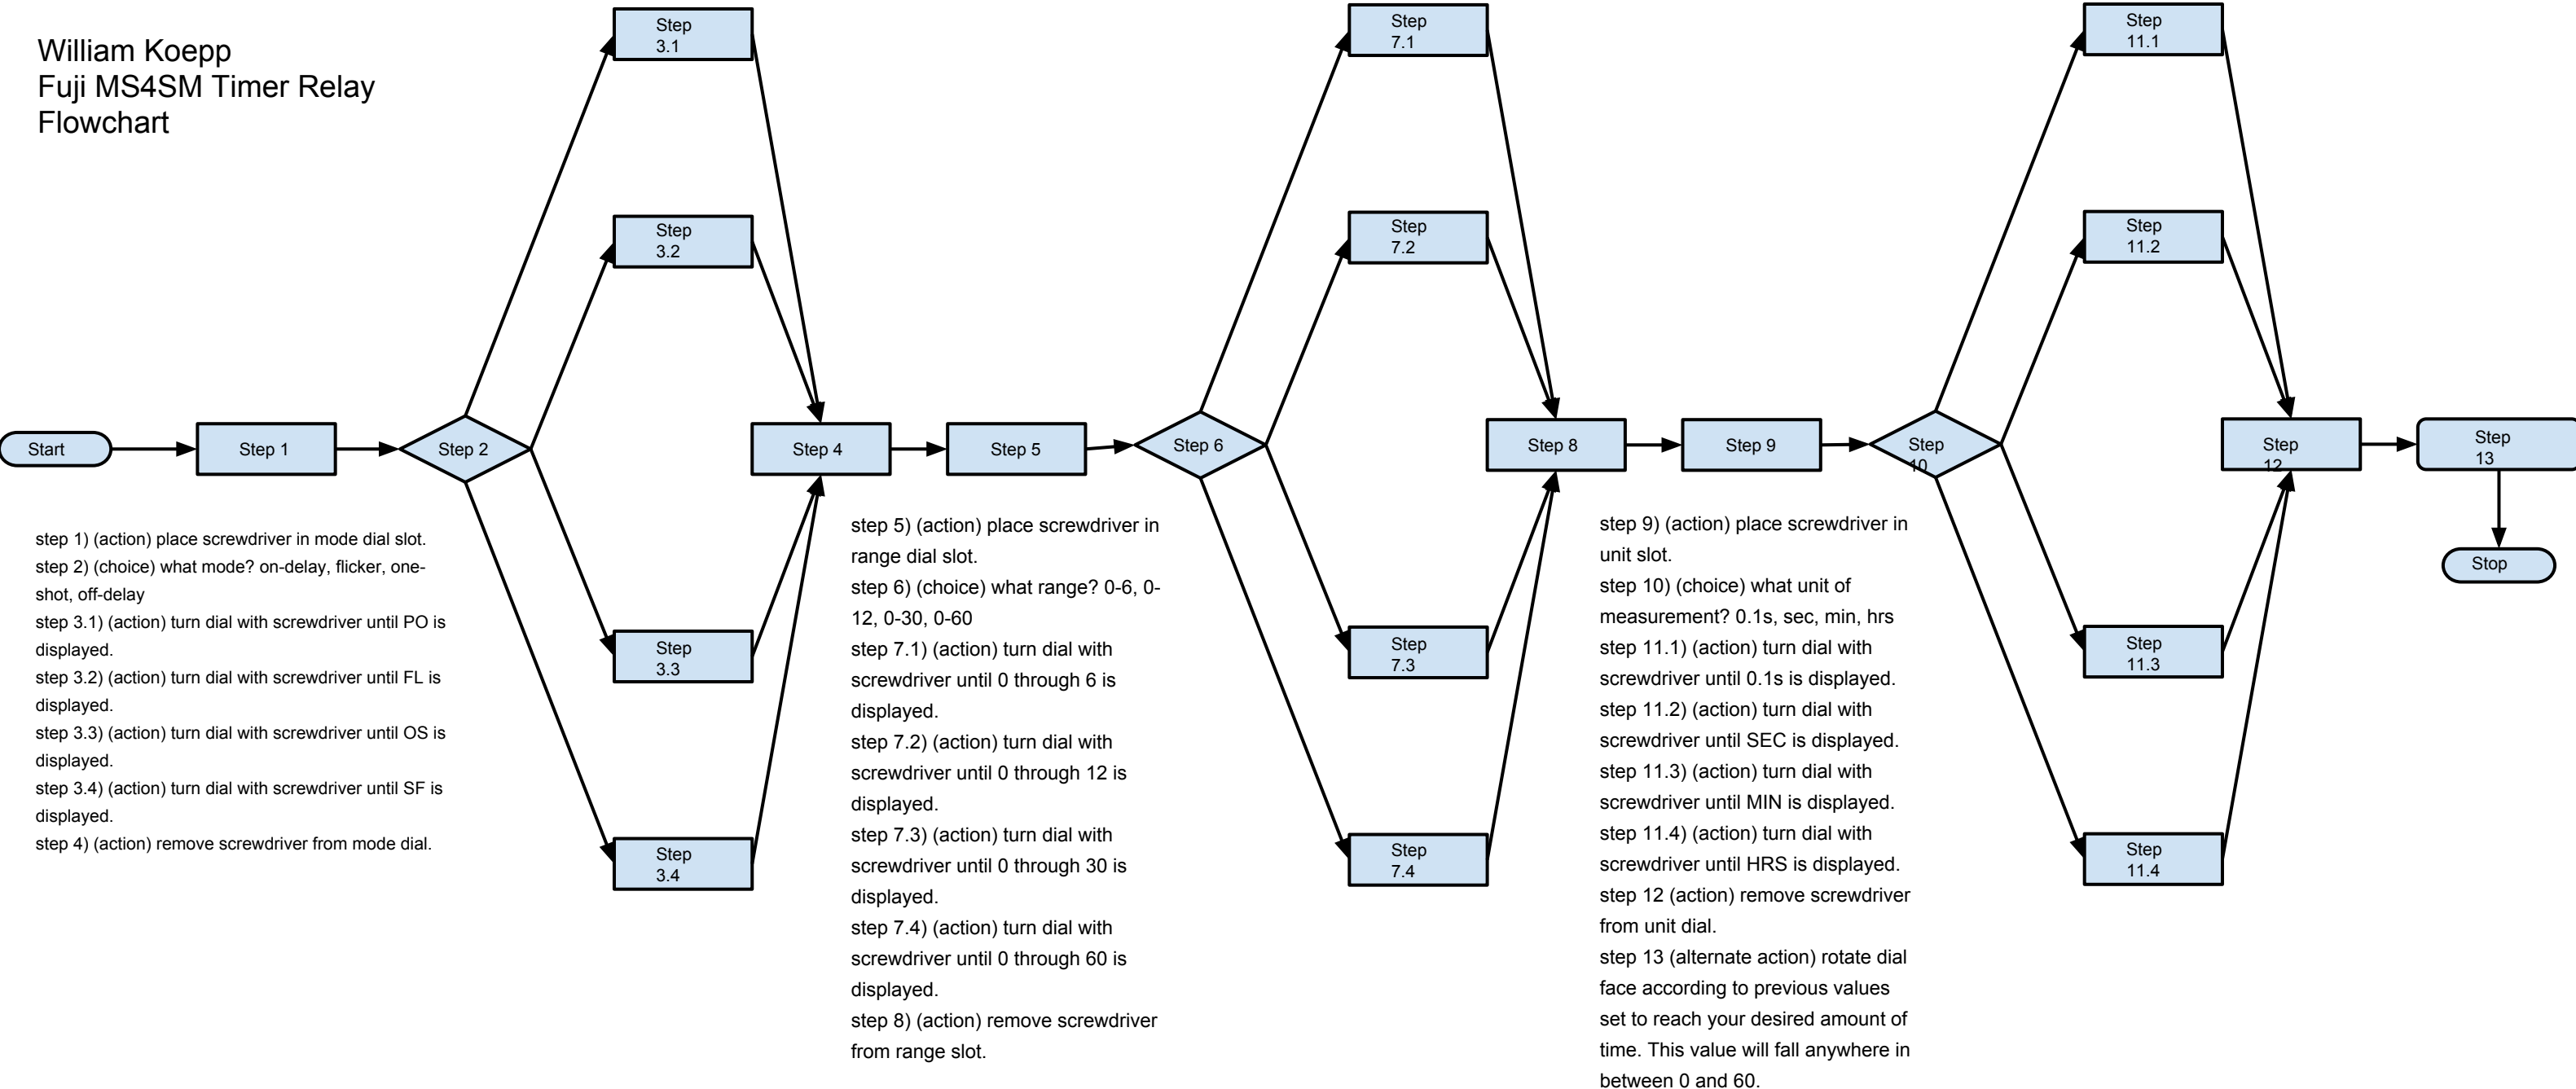 William Koepp
Fuji MS4SM Timer Relay
Flowchart
Start
Step 1
Step 2
Step
3.1
Step
3.2
Step
3.3
Step
3.4
Step 4
Step 5
Step 6
Step
7.1
Step
7.2
Step
7.3
Step
7.4
Step 8
Step 9
Step
10
Step
11.1
Step
11.2
Step
11.3
Step
11.4
Step
12
Step
13
Stop
step 1) (action) place screwdriver in mode dial slot.
step 2) (choice) what mode? on-delay, flicker, one-
shot, off-delay
step 3.1) (action) turn dial with screwdriver until PO is
displayed.
step 3.2) (action) turn dial with screwdriver until FL is
displayed.
step 3.3) (action) turn dial with screwdriver until OS is
displayed.
step 3.4) (action) turn dial with screwdriver until SF is
displayed.
step 4) (action) remove screwdriver from mode dial.
step 5) (action) place screwdriver in
range dial slot.
step 6) (choice) what range? 0-6, 0-
12, 0-30, 0-60
step 7.1) (action) turn dial with
screwdriver until 0 through 6 is
displayed.
step 7.2) (action) turn dial with
screwdriver until 0 through 12 is
displayed.
step 7.3) (action) turn dial with
screwdriver until 0 through 30 is
displayed.
step 7.4) (action) turn dial with
screwdriver until 0 through 60 is
displayed.
step 8) (action) remove screwdriver
from range slot.
step 9) (action) place screwdriver in
unit slot.
step 10) (choice) what unit of
measurement? 0.1s, sec, min, hrs
step 11.1) (action) turn dial with
screwdriver until 0.1s is displayed.
step 11.2) (action) turn dial with
screwdriver until SEC is displayed.
step 11.3) (action) turn dial with
screwdriver until MIN is displayed.
step 11.4) (action) turn dial with
screwdriver until HRS is displayed.
step 12 (action) remove screwdriver
from unit dial.
step 13 (alternate action) rotate dial
face according to previous values
set to reach your desired amount of
time. This value will fall anywhere in
between 0 and 60.